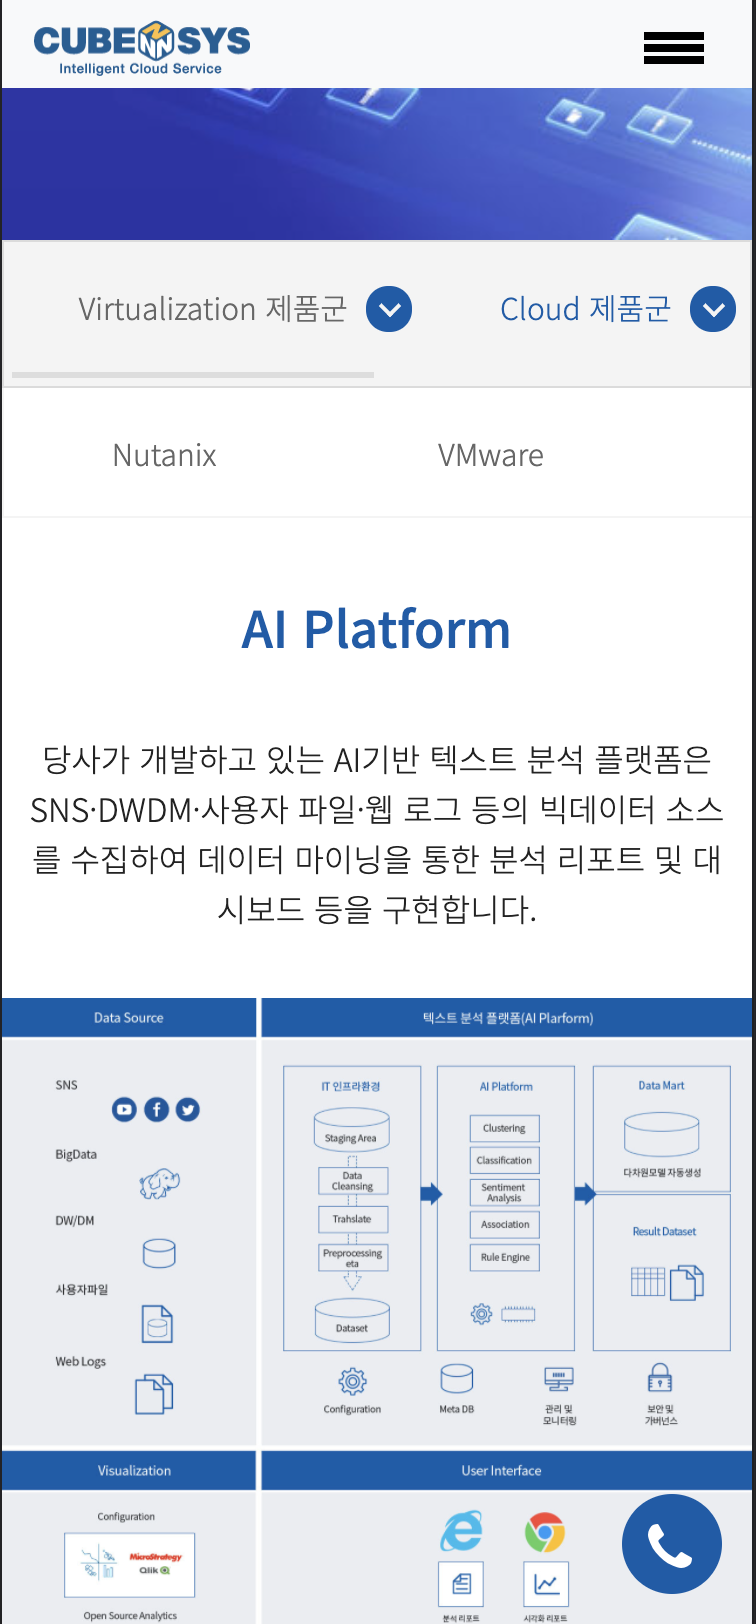 CUBENSYS
Intelligent Cloud Service
Virtualization 제품군
Cloud 제품군
Nutanix
VMware
AI Platform
당사가 개발하고 있는 AI기반 텍스트 분석 플랫폼은
SNS·DWDM·사용자 파일·웹 로그 등의 빅데이터 소스
를 수집하여 데이터 마이닝을 통한 분석 리포트 및 대
시보드 등을 구현합니다.
Data Source
SNS
BigData
DW/DM
사용자파일
Web Logs
텍스트 분석 플랫폼(AI Plarform)
IT 인프라환경
Staging Area
Data
Cleansing
Trahslate
Preprocessing
eta
Dataset
AI Platform
Clustering
Classification
Sentiment
Analysis
Association
Rule Engine
Data Mart
다차원모델 자동생성
Result Dataset
Configuration
Meta DB
관리 및
모니터링
보안 및
가버넌스
Visualization
Configuration
MicroStrategy
Qlik
Open Source Analytics
User Interface
분석 리포트
시각화 리포트